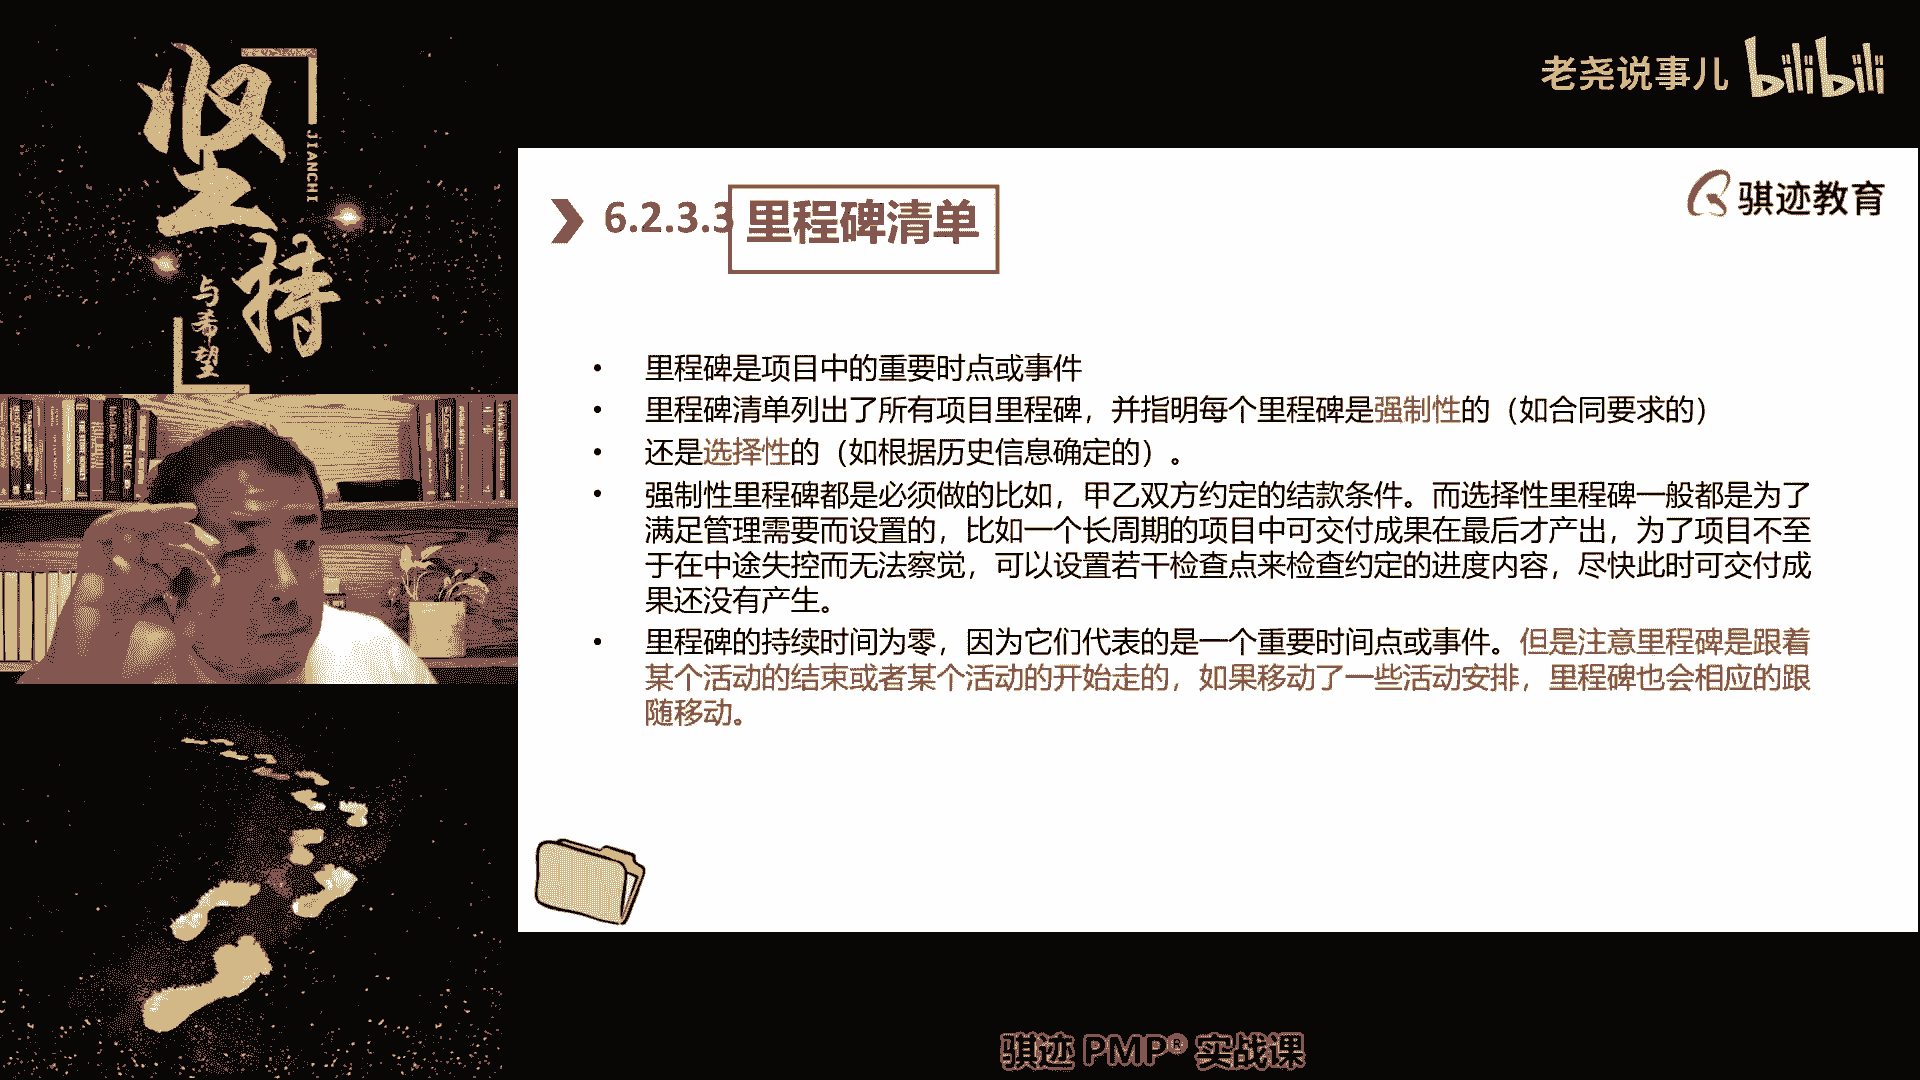 坚持
JIANCHI
与希望
老尧说事儿 bilibili
骐迹教育
6.2.3.3 里程碑清单
• 里程碑是项目中的重要时点或事件
• 里程碑清单列出了所有项目里程碑，并指明每个里程碑是强制性的（如合同要求的）
• 还是选择性的（如根据历史信息确定的）。
• 强制性里程碑都是必须做的比如，甲乙双方约定的结款条件。而选择性里程碑一般都是为了
满足管理需要而设置的，比如一个长周期的项目中可交付成果在最后才产出，为了项目不至
于在中途失控而无法察觉，可以设置若干检查点来检查约定的进度内容，尽快此时可交付成
果还没有产生。
• 里程碑的持续时间为零，因为它们代表的是一个重要时间点或事件。但是注意里程碑是跟着
某个活动的结束或者某个活动的开始走的，如果移动了一些活动安排，里程碑也会相应的跟
随移动。
骐迹 PMP® 实战课